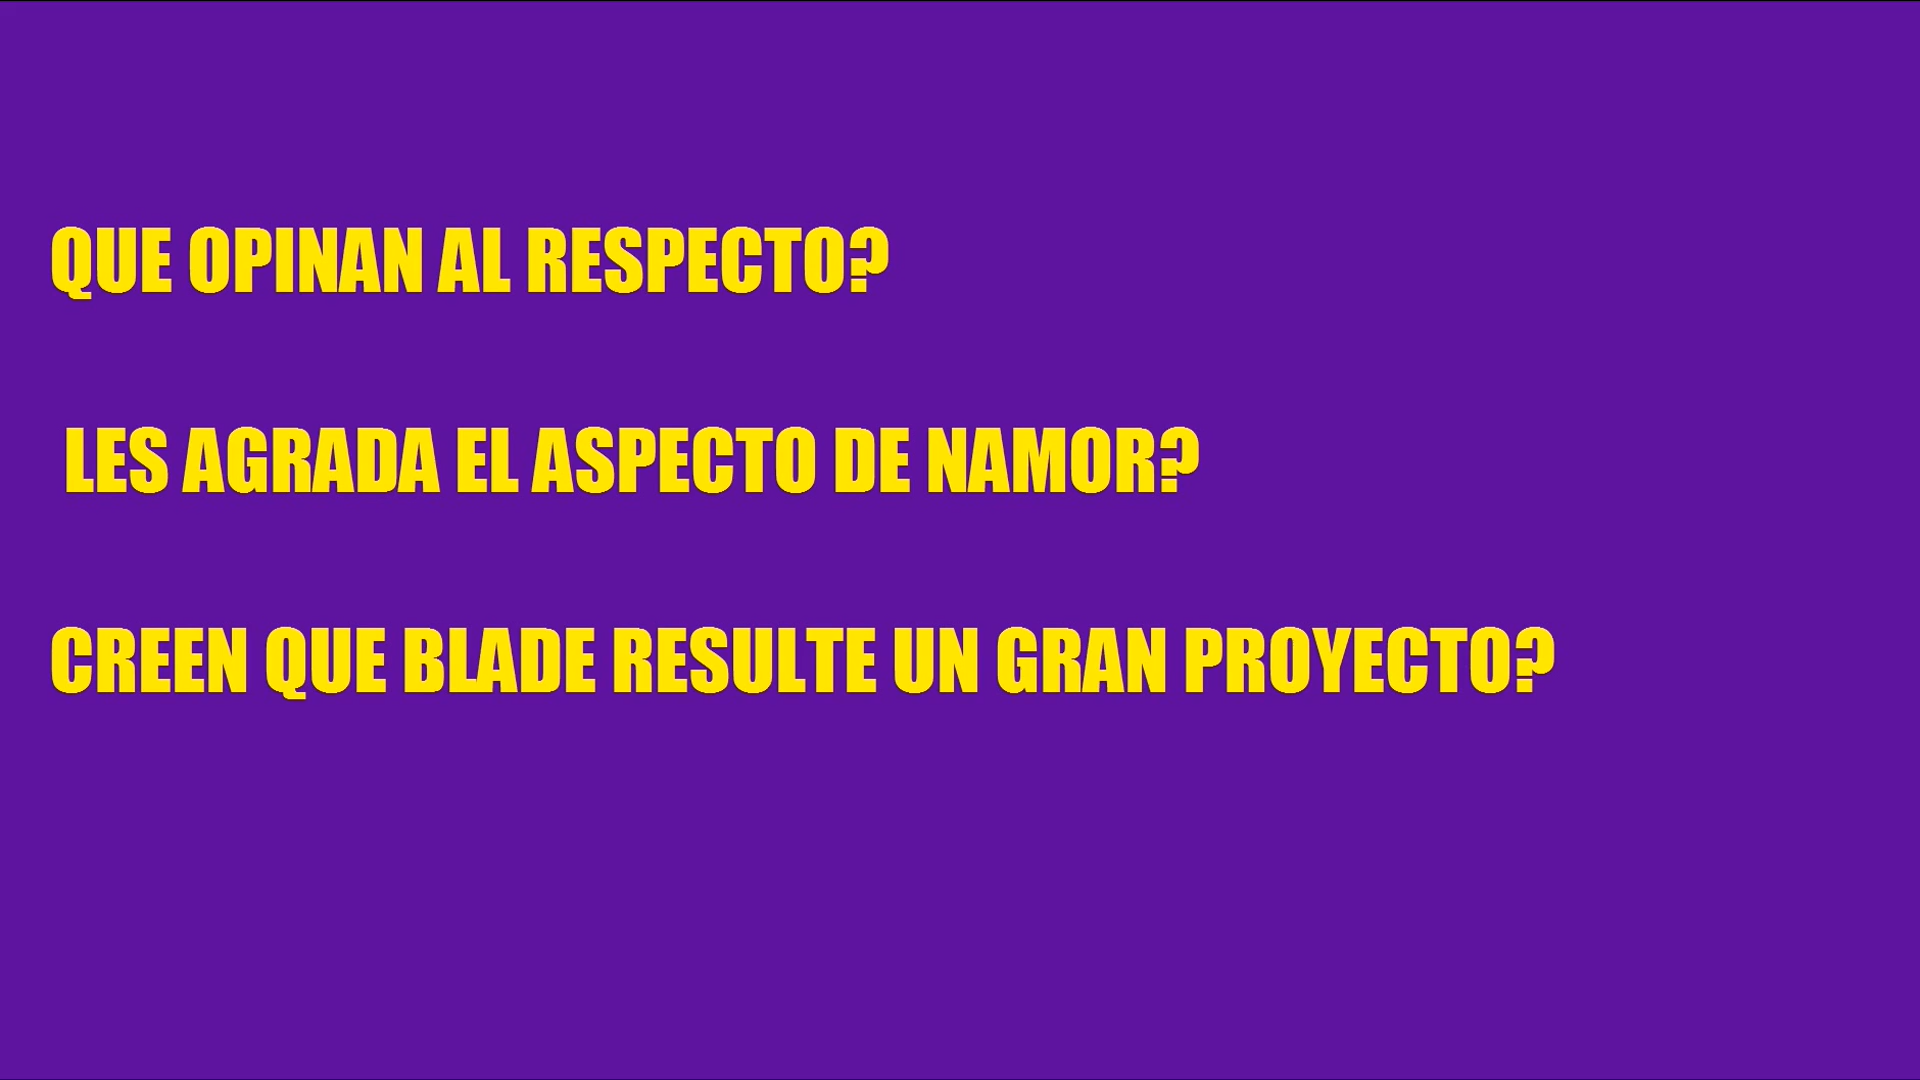 QUE OPINAN AL RESPECTO?
LES AGRADA EL ASPECTO DE NAMOR?
CREEN QUE BLADE RESULTE UN GRAN PROYECTO?